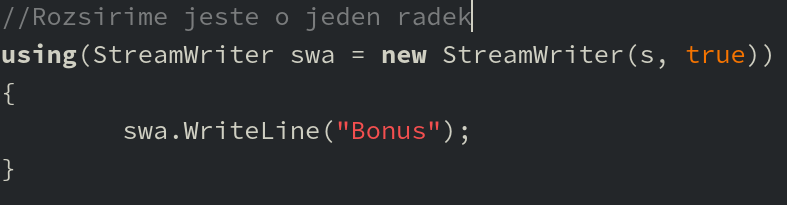 //Rozsirime jeste o jeden radek
using(StreamWriter swa = new StreamWriter(s, true))
{
        swa.WriteLine("Bonus");
}